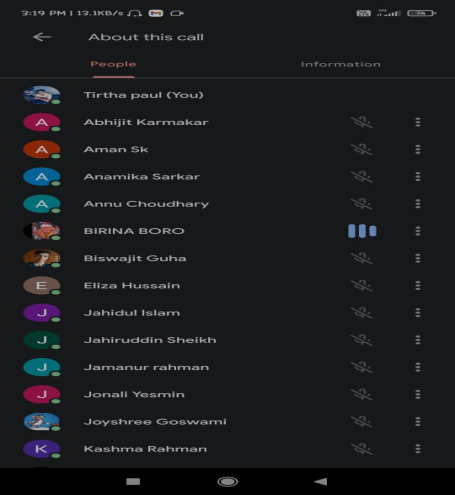 3:19 PM | 13.1KB/s
About this call
People
Information
Tirtha paul (You)
A Abhijit Karmakar
A Aman Sk
A Anamika Sarkar
A Annu Choudhary
BIRINA BORO
Biswajit Guha
E Eliza Hussain
J Jahidul Islam
J Jahiruddin Sheikh
J Jamanur rahman
J Jonali Yesmin
Joyshree Goswami
K Kashma Rahman